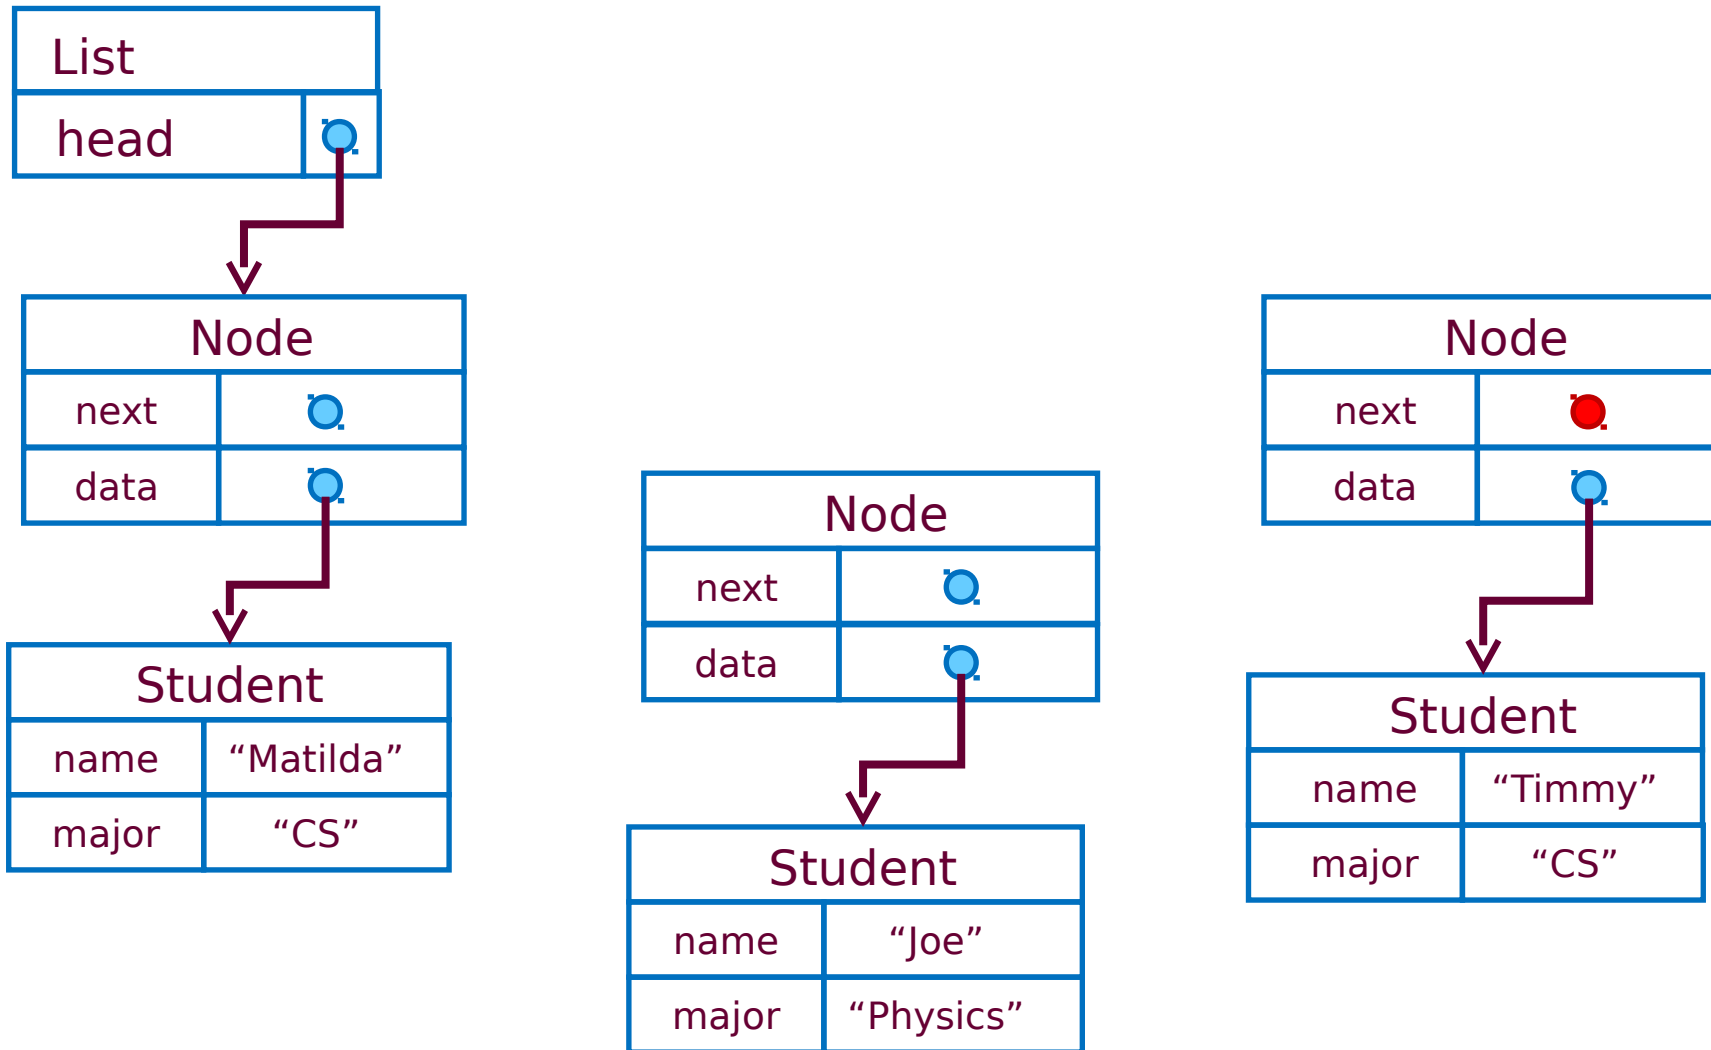 List
head
Node
next
data
Student
name “Matilda”
major “CS”
Node
next
data
Student
name “Joe”
major “Physics”
Node
next
data
Student
name “Timmy”
major “CS”